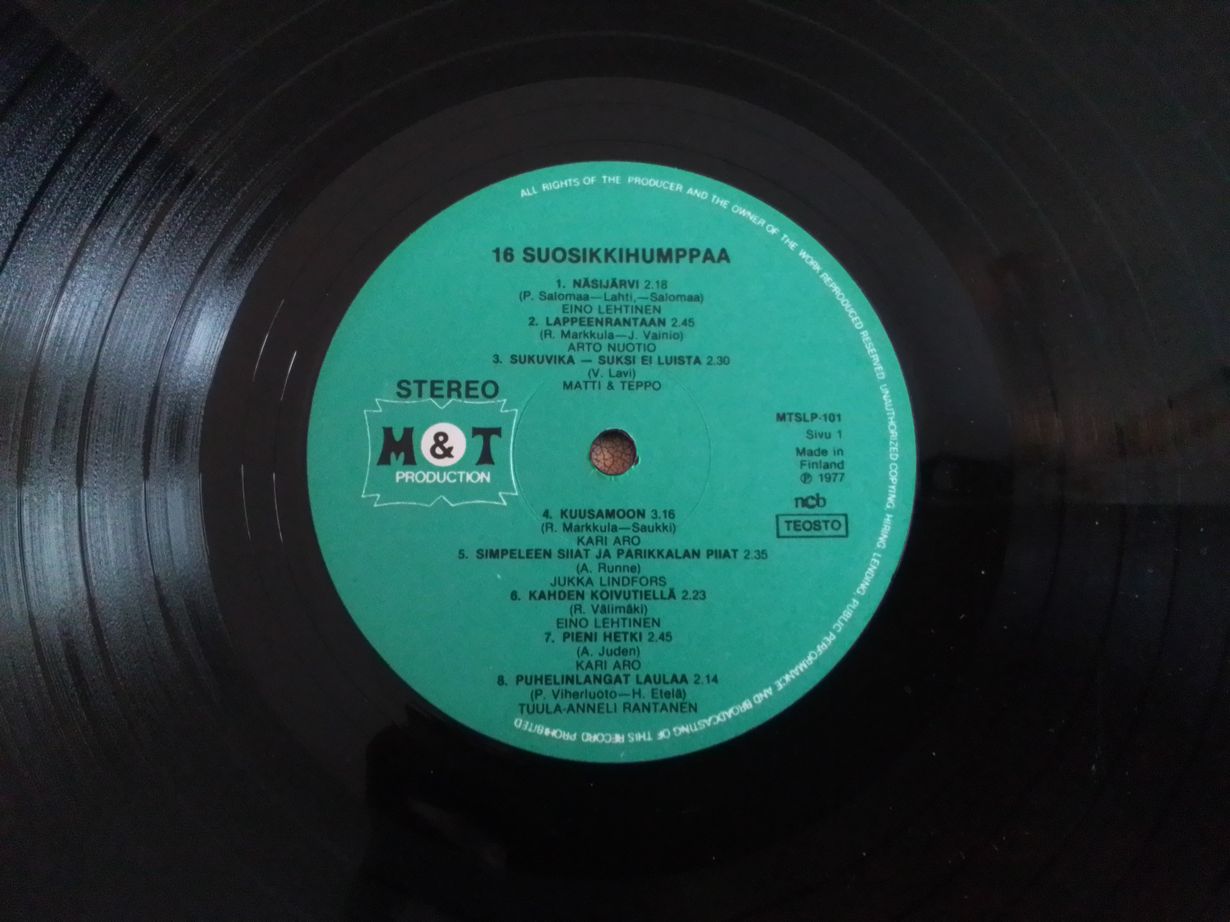 ALL RIGHTS OF THE PRODUCER AND THE OWNER OF THE WORK REPRODUCED RESERVED. UNAUTHORIZED COPYING, HIRING, LENDING, PUBLIC PERFORMANCE AND BROADCASTING OF THIS RECORD PROHIBITED
16 SUOSIKKIHUMPPAA
1. NÄSIJÄRVI 2.18
(P. Salomaa—Lahti,—Salomaa)
EINO LEHTINEN
2. LAPPEENRANTAAN 2.45
(R. Markkula—J. Vainio)
ARTO NUOTIO
3. SUKUVIKA — SUKSI EI LUISTA 2.30
(V. Lavi)
MATTI & TEPPO
STEREO
M & T
PRODUCTION
MTSLP-101
Sivu 1
Made in
Finland
℗ 1977
ncb
TEOSTO
4. KUUSAMOON 3.16
(R. Markkula—Saukki)
KARI ARO
5. SIMPELEEN SIIAT JA PARIKKALAN PIIAT 2.35
(A. Runne)
JUKKA LINDFORS
6. KAHDEN KOIVUTIELLÄ 2.23
(R. Välimäki)
EINO LEHTINEN
7. PIENI HETKI 2.45
(A. Juden)
KARI ARO
8. PUHELINLANGAT LAULAA 2.14
(P. Viherluoto—H. Etelä)
TUULA-ANNELI RANTANEN